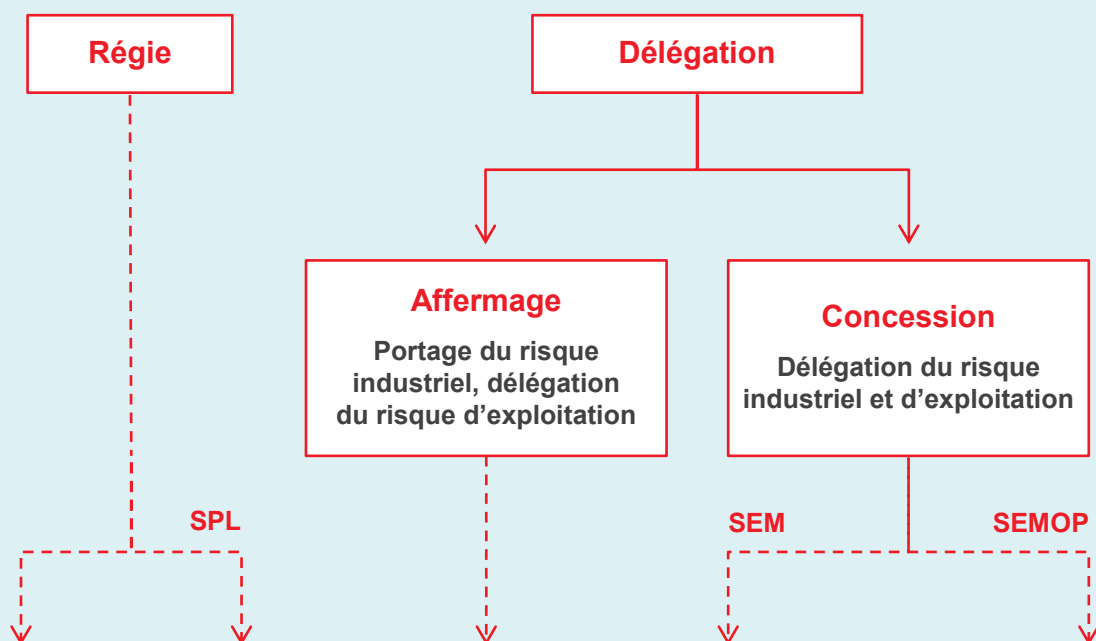 Régie
Délégation
Affermage
Portage du risque
industriel, délégation
du risque d’exploitation
Concession
Délégation du risque
industriel et d’exploitation
SPL
SEM
SEMOP